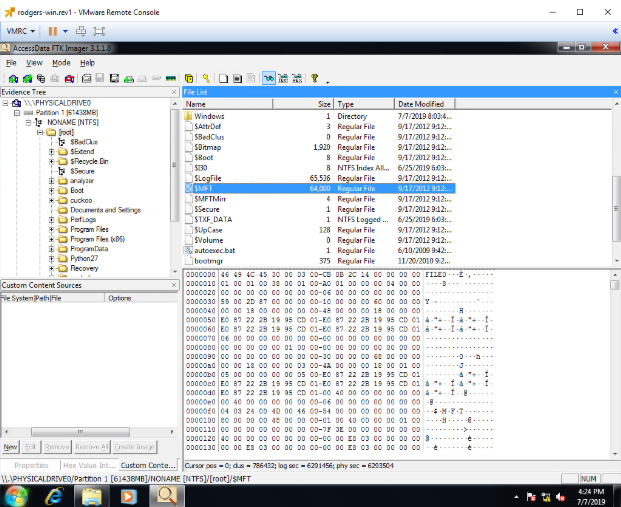 rodgers-win.rev1 - VMware Remote Console
VMRC
AccessData FTK Imager 3.1.1.8
File View Mode Help
Evidence Tree
\\.\PHYSICALDRIVE0
Partition 1 [61438MB]
NONAME [NTFS]
[root]
$BadClus
$Extend
$Recycle.Bin
$Secure
analyzer
Boot
cuckoo
Documents and Settings
PerfLogs
Program Files
Program Files (x86)
ProgramData
Python27
Recovery
File List
Name Size Type Date Modified
Windows 1 Directory 7/7/2019 8:03:4...
$AttrDef 3 Regular File 9/17/2012 9:12:...
$BadClus 0 Regular File 9/17/2012 9:12:...
$Bitmap 1,920 Regular File 9/17/2012 9:12:...
$Boot 8 Regular File 9/17/2012 9:12:...
$I30 8 NTFS Index All... 6/25/2019 6:03:...
$LogFile 65,536 Regular File 9/17/2012 9:12:...
$MFT 64,000 Regular File 9/17/2012 9:12:...
$MFTMirr 4 Regular File 9/17/2012 9:12:...
$Secure 1 Regular File 9/17/2012 9:12:...
$TXF_DATA 1 NTFS Logged ... 6/25/2019 6:03:...
$UpCase 128 Regular File 9/17/2012 9:12:...
$Volume 0 Regular File 9/17/2012 9:12:...
autoexec.bat 1 Regular File 6/10/2009 9:42:...
bootmgr 375 Regular File 11/20/2010 9:2...
Custom Content Sources
File System|Path|File Options
New Edit Remove Remove All Create Image
Properties Hex Value Int... Custom Conte...
0000000 46 49 4C 45 30 00 03 00-CB 0B 2C 14 00 00 00 00 FILE0
0000010 01 00 01 00 38 00 01 00-A0 01 00 00 00 04 00 00
0000020 00 00 00 00 00 00 00 00-06 00 00 00 00 00 00 00
0000030 59 00 2D 87 00 00 00 00-10 00 00 00 60 00 00 00
0000040 00 00 18 00 00 00 00 00-48 00 00 00 18 00 00 00
0000050 E0 87 22 2B 19 95 CD 01-E0 87 22 2B 19 95 CD 01
0000060 E0 87 22 2B 19 95 CD 01-E0 87 22 2B 19 95 CD 01
0000070 06 00 00 00 00 00 00 00-00 00 00 00 00 00 00 00
0000080 00 00 00 00 00 01 00 00-00 00 00 00 00 00 00 00
0000090 00 00 00 00 00 00 00 00-30 00 00 00 68 00 00 00
00000a0 00 00 18 00 00 00 03 00-4A 00 00 00 18 00 01 00
00000b0 05 00 00 00 00 00 05 00-E0 87 22 2B 19 95 CD 01
00000c0 E0 87 22 2B 19 95 CD 01-E0 87 22 2B 19 95 CD 01
00000d0 E0 87 22 2B 19 95 CD 01-00 40 00 00 00 00 00 00
00000e0 00 40 00 00 00 00 00 00-06 00 00 00 00 00 00 00
00000f0 04 03 24 00 4D 00 46 00-54 00 00 00 00 00 00 00
0000100 80 00 00 00 48 00 00 00-01 00 40 00 00 00 01 00
0000110 00 00 00 00 00 00 00 00-7F 3E 00 00 00 00 00 00
0000120 40 00 00 00 00 00 00 00-00 00 E8 03 00 00 00 00
0000130 00 00 E8 03 00 00 00 00-00 00 E8 03 00 00 00 00
Cursor pos = 0; clus = 786432; log sec = 6291456; phy sec = 6293504
\\.\PHYSICALDRIVE0/Partition 1 [61438MB]/NONAME [NTFS]/[root]/$MFT
NUM
4:24 PM
7/7/2019